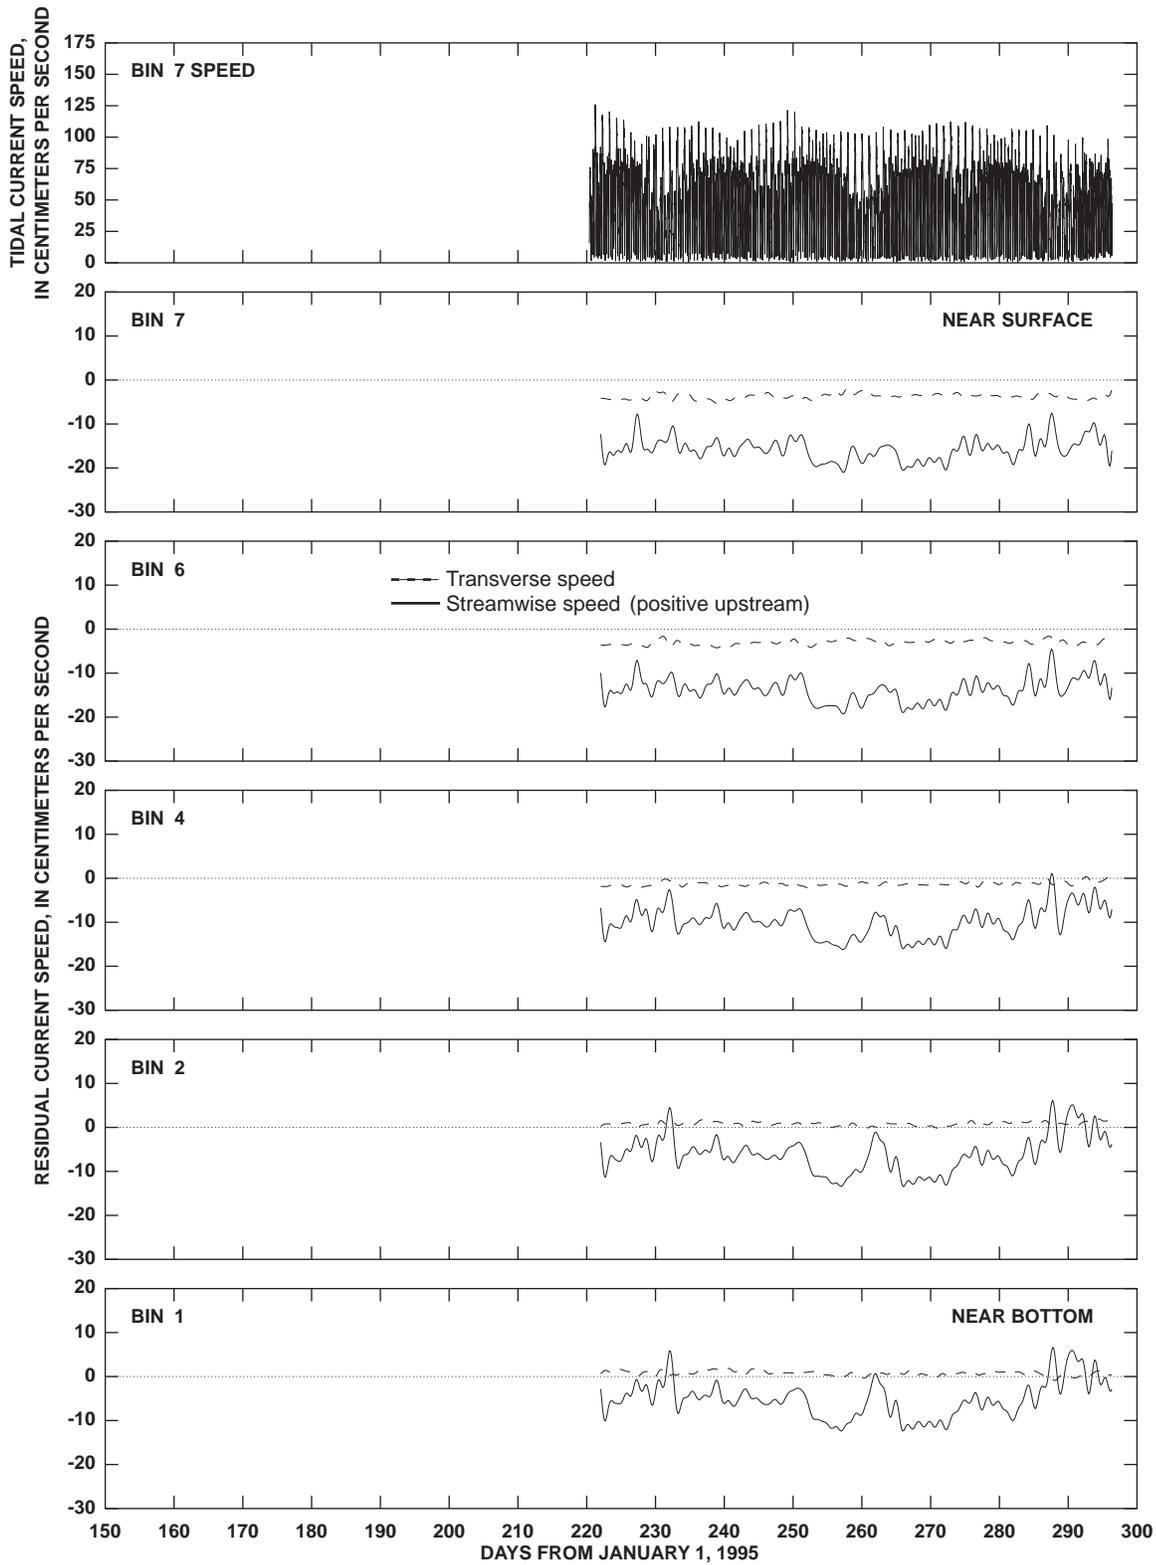 TIDAL CURRENT SPEED,
IN CENTIMETERS PER SECOND
175
150
125
100
75
50
25
0
BIN 7 SPEED
20
10
0
-10
-20
-30
BIN 7
NEAR SURFACE
RESIDUAL CURRENT SPEED, IN CENTIMETERS PER SECOND
20
10
0
-10
-20
-30
BIN 6
Transverse speed
Streamwise speed (positive upstream)
20
10
0
-10
-20
-30
BIN 4
20
10
0
-10
-20
-30
BIN 2
20
10
0
-10
-20
-30
BIN 1
NEAR BOTTOM
150 160 170 180 190 200 210 220 230 240 250 260 270 280 290 300
DAYS FROM JANUARY 1, 1995